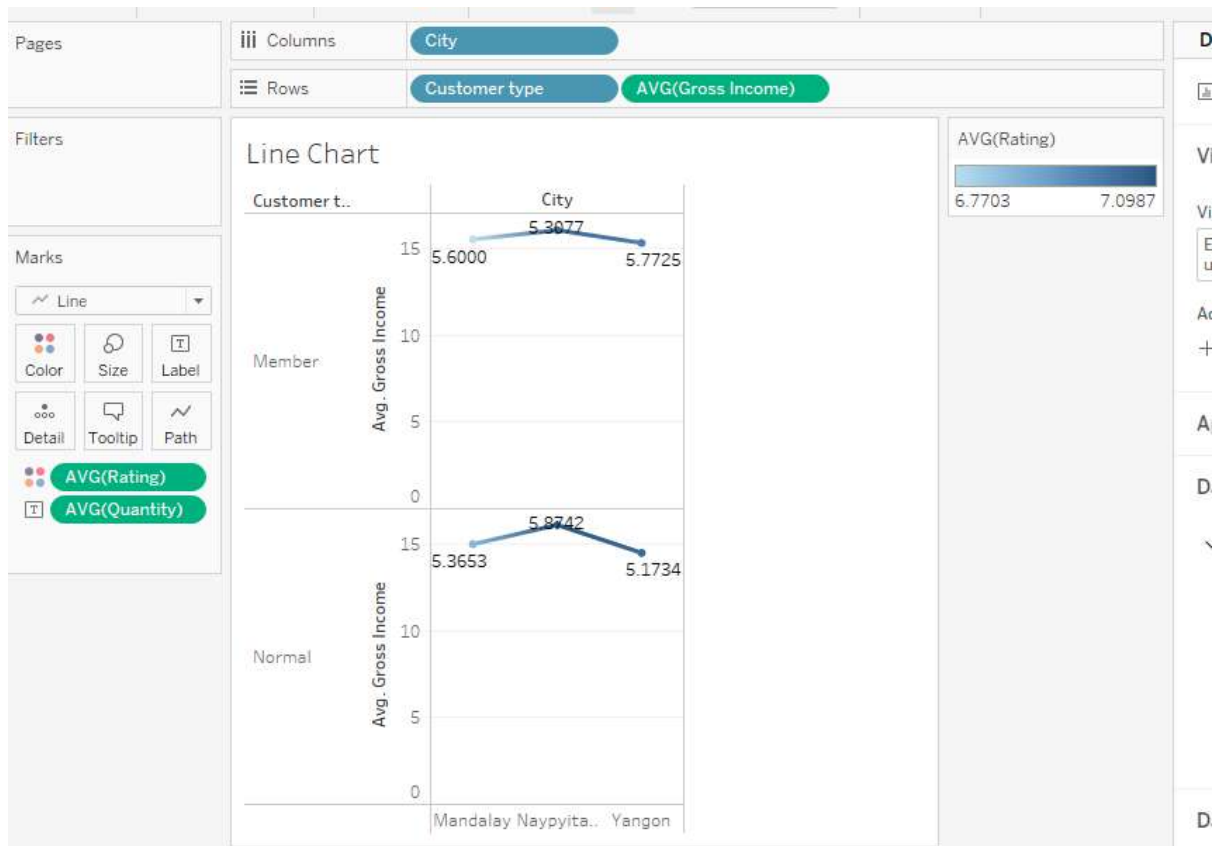 Pages
Columns
City
Rows
Customer type
AVG(Gross Income)
Filters
Marks
Line
Color
Size
Label
Detail
Tooltip
Path
AVG(Rating)
AVG(Quantity)
Line Chart
Customer t..
City
15
10
5
0
Avg. Gross Income
Member
5.6000
5.3077
5.7725
15
10
5
0
Avg. Gross Income
Normal
5.3653
5.8742
5.1734
Mandalay Naypyita.. Yangon
AVG(Rating)
6.7703 7.0987